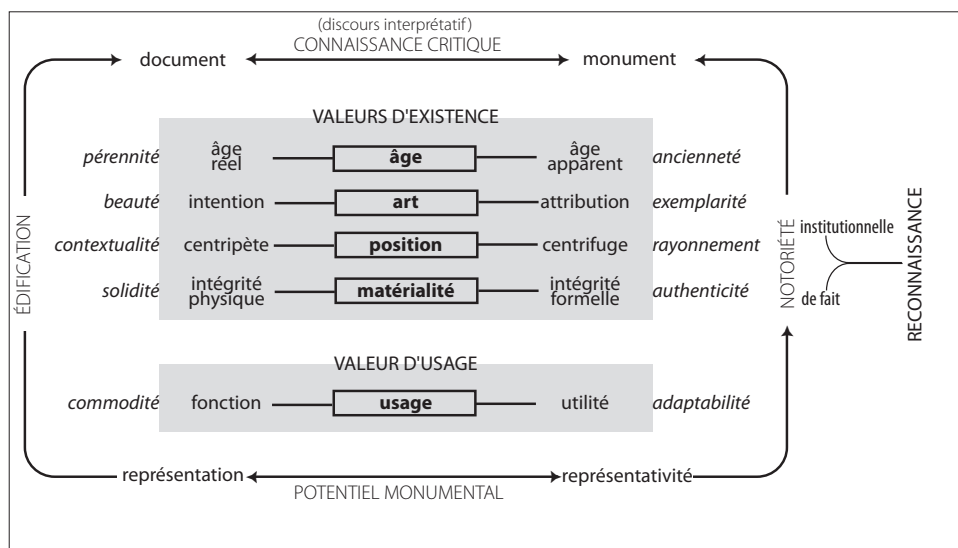 (discours interprétatif)
CONNAISSANCE CRITIQUE
document
monument
VALEURS D'EXISTENCE
pérennité
âge
réel
âge
âge
apparent
ancienneté
beauté
intention
art
attribution
exemplarité
contextualité
centripète
position
centrifuge
rayonnement
solidité
intégrité
physique
matérialité
intégrité
formelle
authenticité
VALEUR D'USAGE
commodité
fonction
usage
utilité
adaptabilité
représentation
représentativité
POTENTIEL MONUMENTAL
ÉDIFICATION
NOTORIÉTÉ
institutionnelle
de fait
RECONNAISSANCE